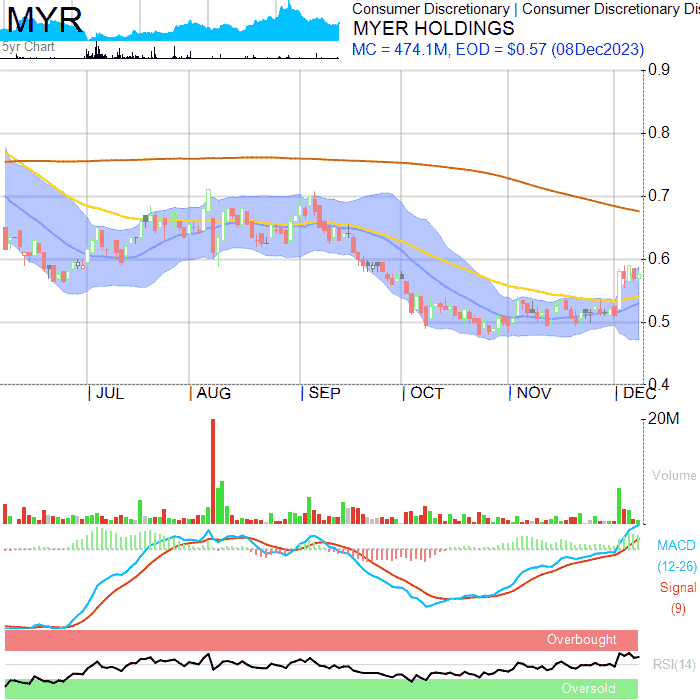 MYR
5yr Chart
Consumer Discretionary | Consumer Discretionary Dis
MYER HOLDINGS
MC = 474.1M, EOD = $0.57 (08Dec2023)
0.9
0.8
0.7
0.6
0.5
0.4
JUL AUG SEP OCT NOV DEC
20M
Volume
MACD
(12-26)
Signal
(9)
Overbought
RSI(14)
Oversold